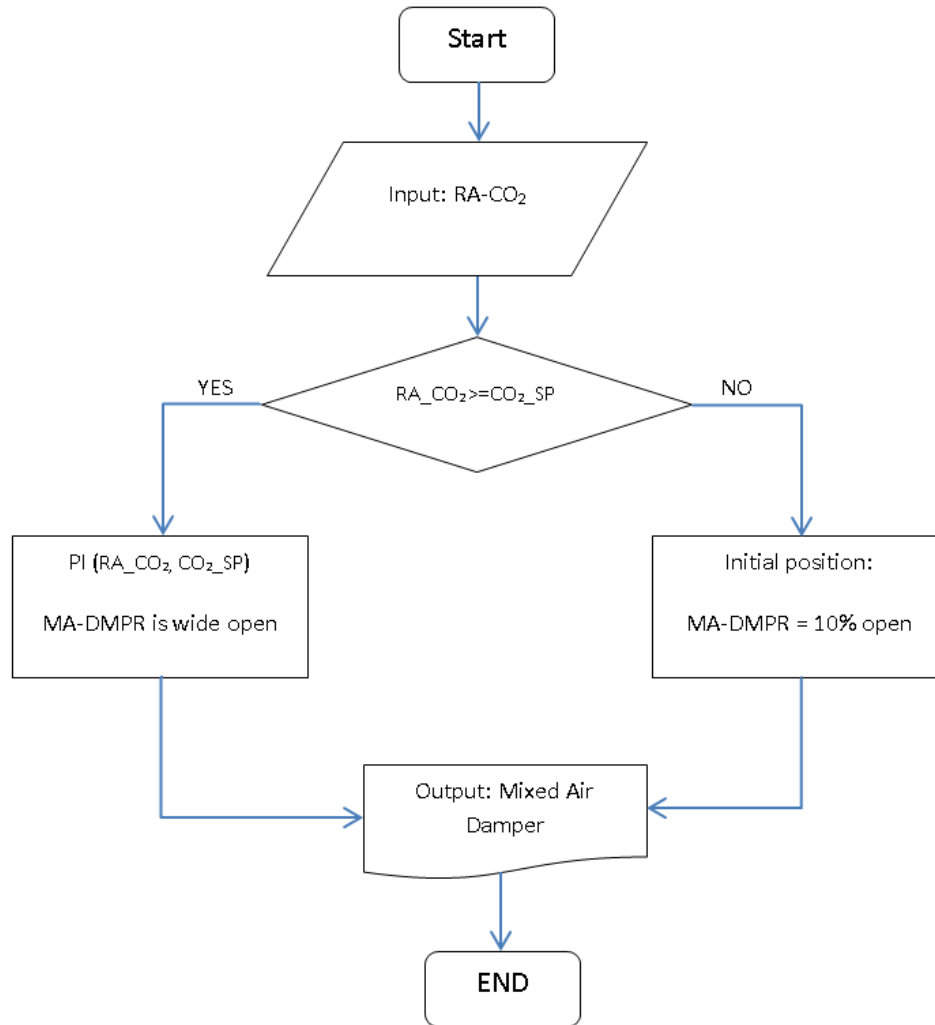 Start
Input: RA-CO₂
RA_CO₂>=CO₂_SP
YES
NO
PI (RA_CO₂, CO₂_SP)
MA-DMPR is wide open
Initial position:
MA-DMPR = 10% open
Output: Mixed Air
Damper
END